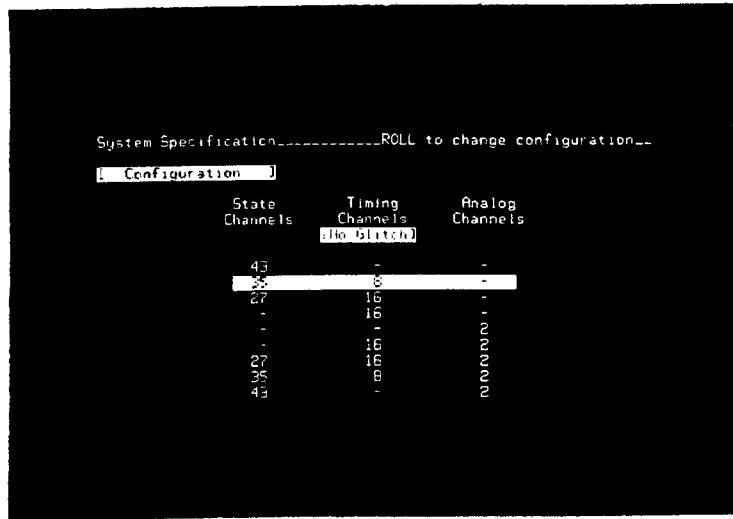 System Specification____________ROLL to change configuration__
[ Configuration ]
State Timing Analog
Channels Channels Channels
[No Glitch]
43 - -
35 8 -
27 16 -
- 16 -
- - 2
- 16 2
27 16 2
35 8 2
43 - 2